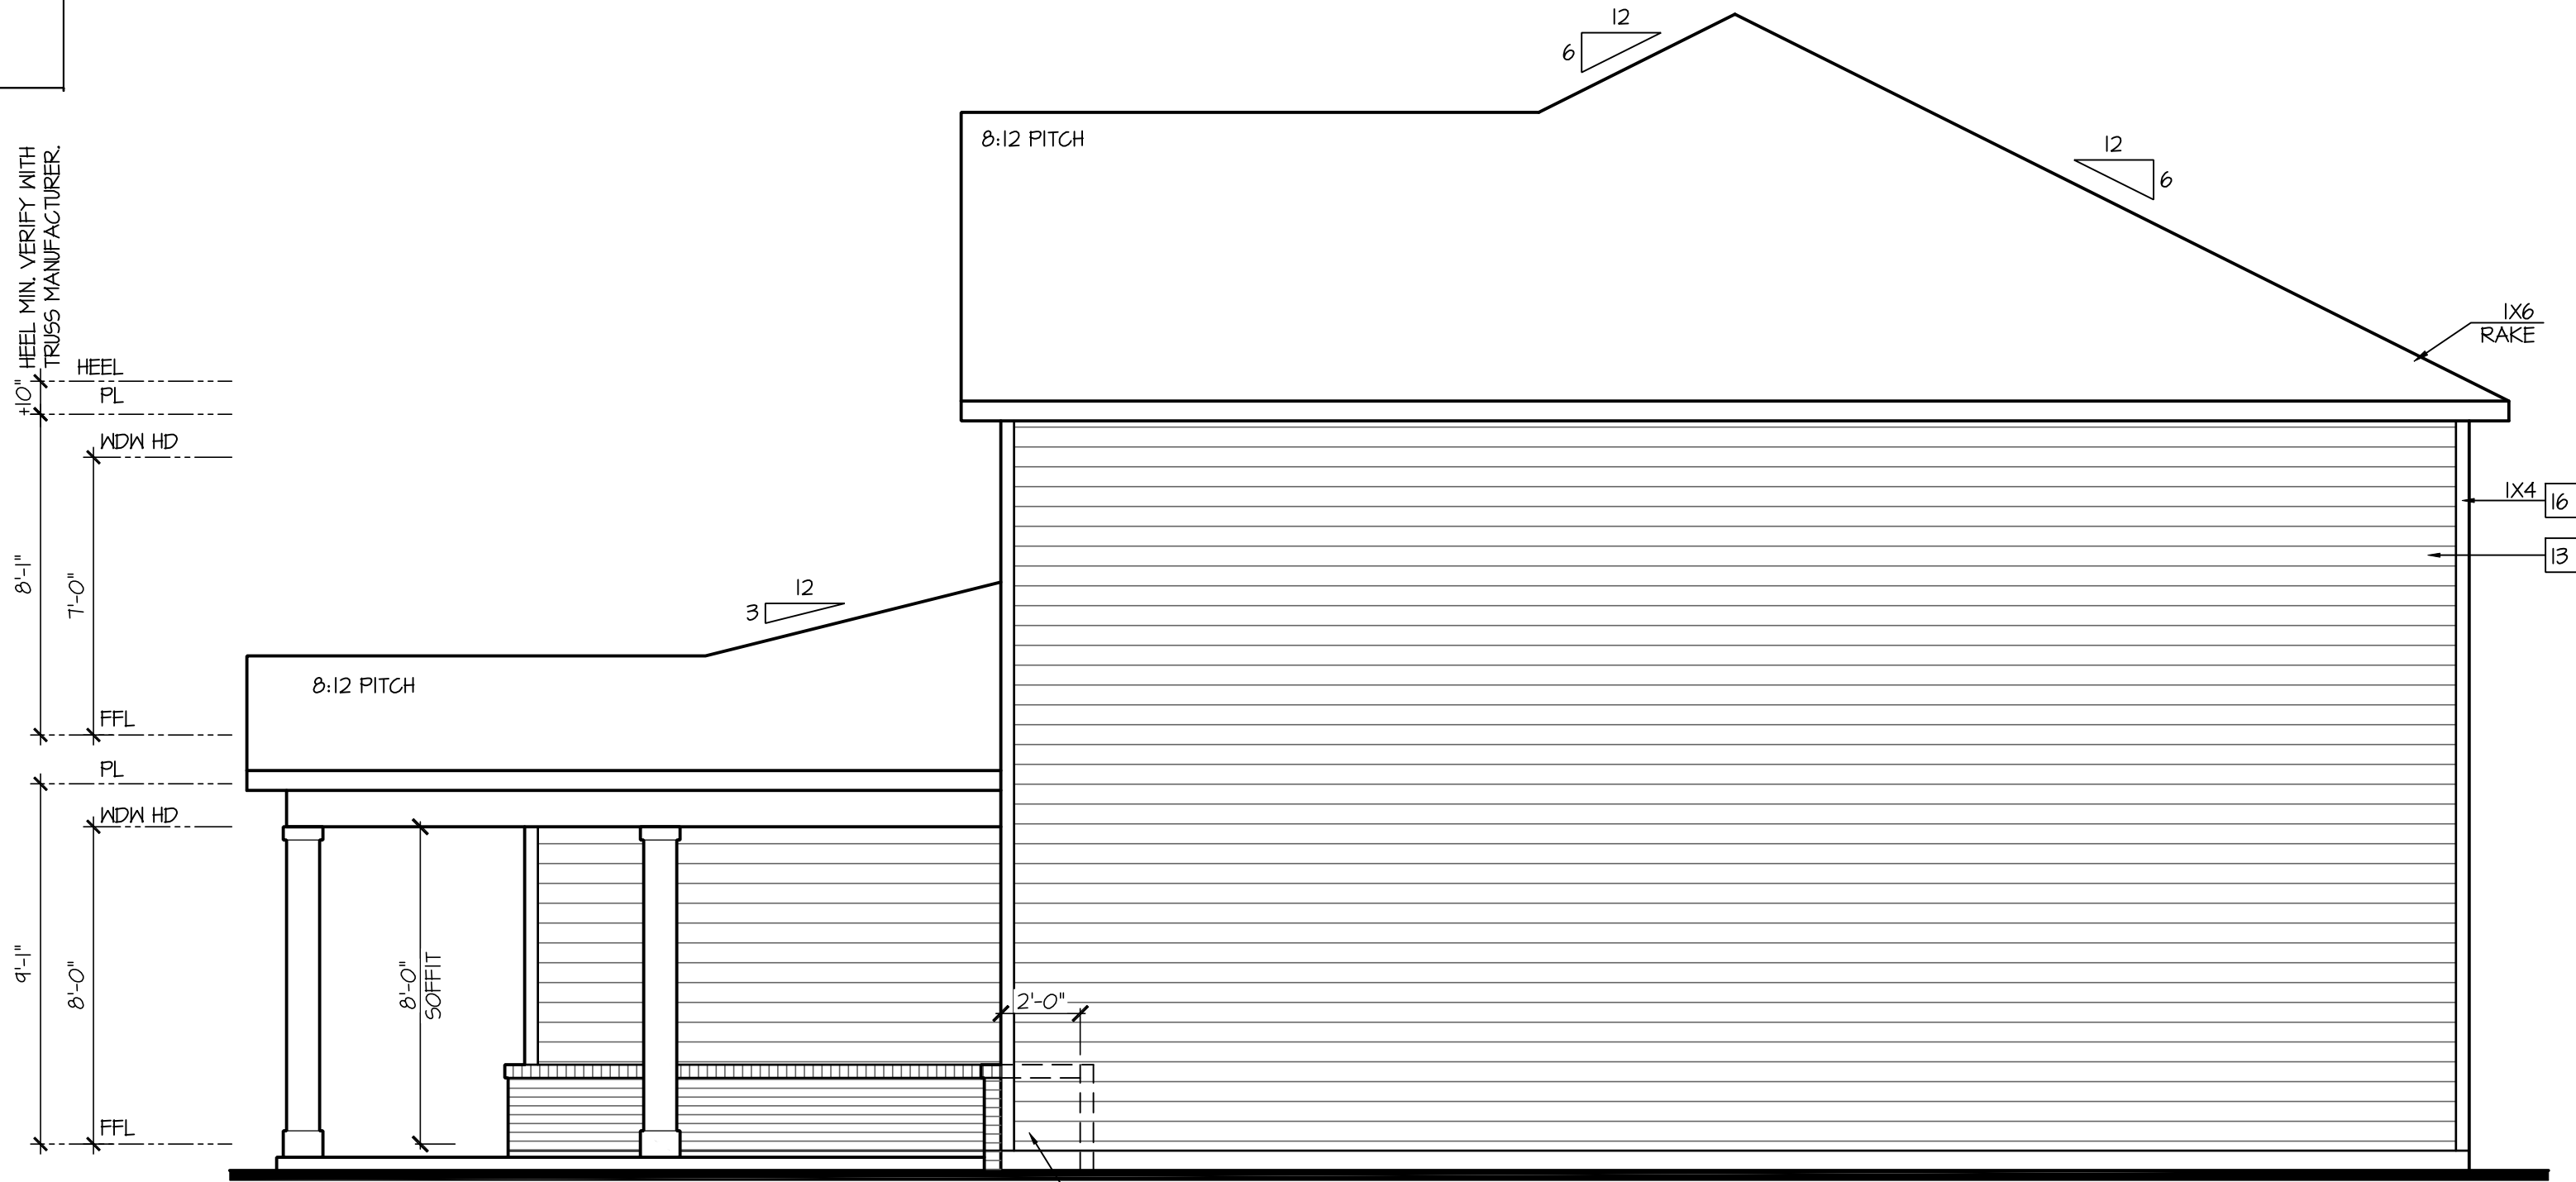 12
6
8:12 PITCH
12
6
HEEL MIN. VERIFY WITH
TRUSS MANUFACTURER.
+10"
HEEL
PL
WDW HD
8'-1"
7'-0"
FFL
1X6
RAKE
1X4
16
13
12
3
8:12 PITCH
PL
WDW HD
9'-1"
8'-0"
8'-0"
SOFFIT
2'-0"
FFL